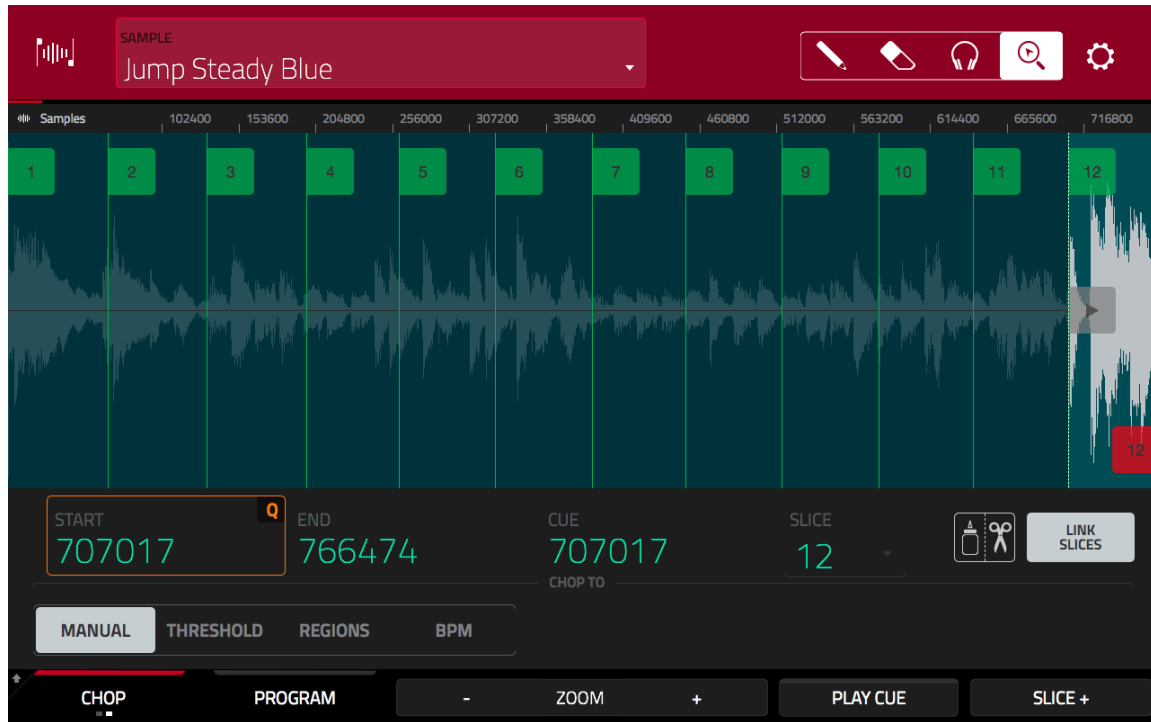 SAMPLE
Jump Steady Blue
Samples 102400 153600 204800 256000 307200 358400 409600 460800 512000 563200 614400 665600 716800
1 2 3 4 5 6 7 8 9 10 11 12
12
START Q END CUE SLICE
707017 766474 707017 12
LINK SLICES
CHOP TO
MANUAL THRESHOLD REGIONS BPM
CHOP PROGRAM - ZOOM + PLAY CUE SLICE +